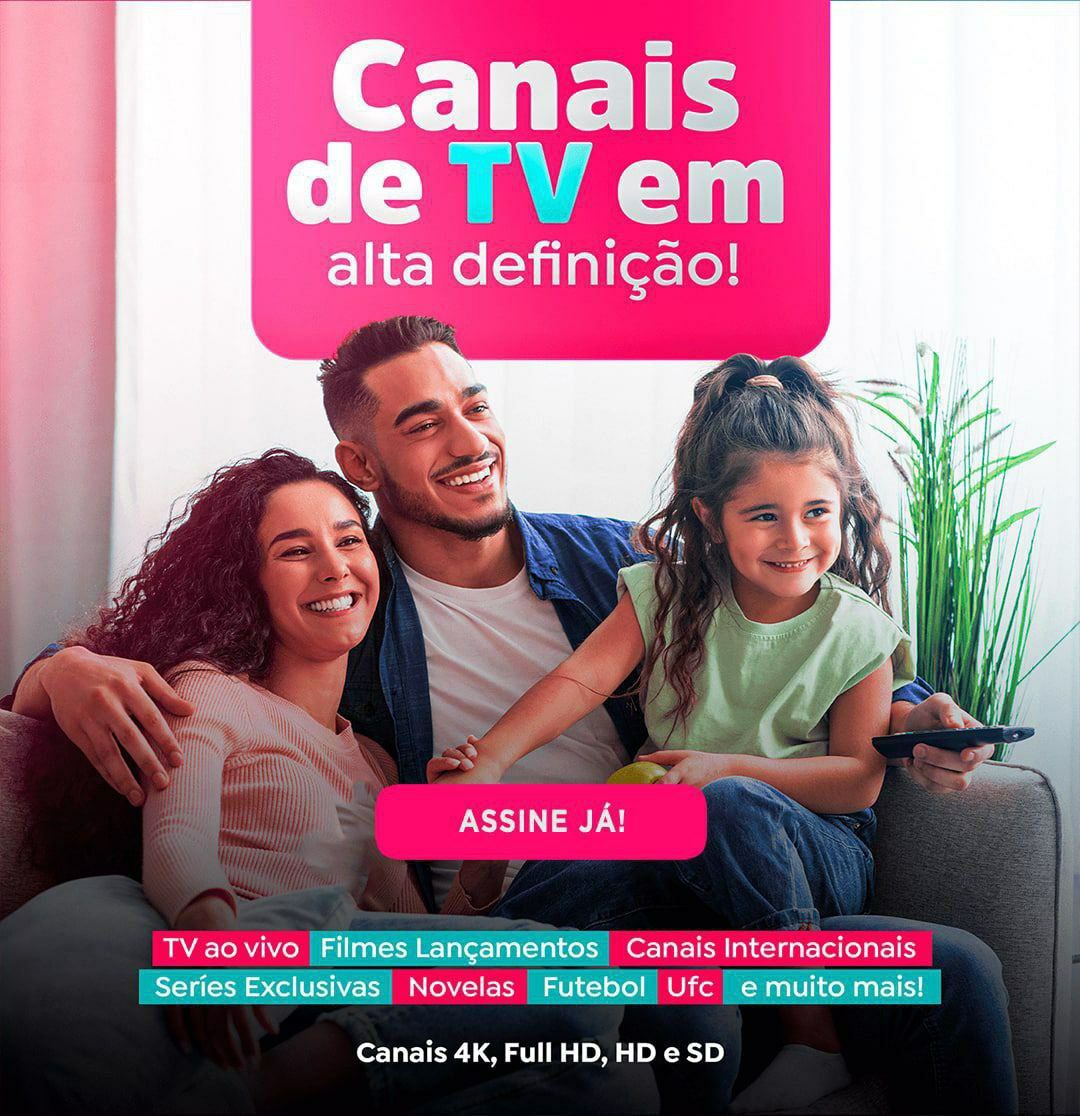 Canais
de TV em
alta definição!
ASSINE JÁ!
TV ao vivo Filmes Lançamentos Canais Internacionais
Seríes Exclusivas Novelas Futebol Ufc e muito mais!
Canais 4K, Full HD, HD e SD